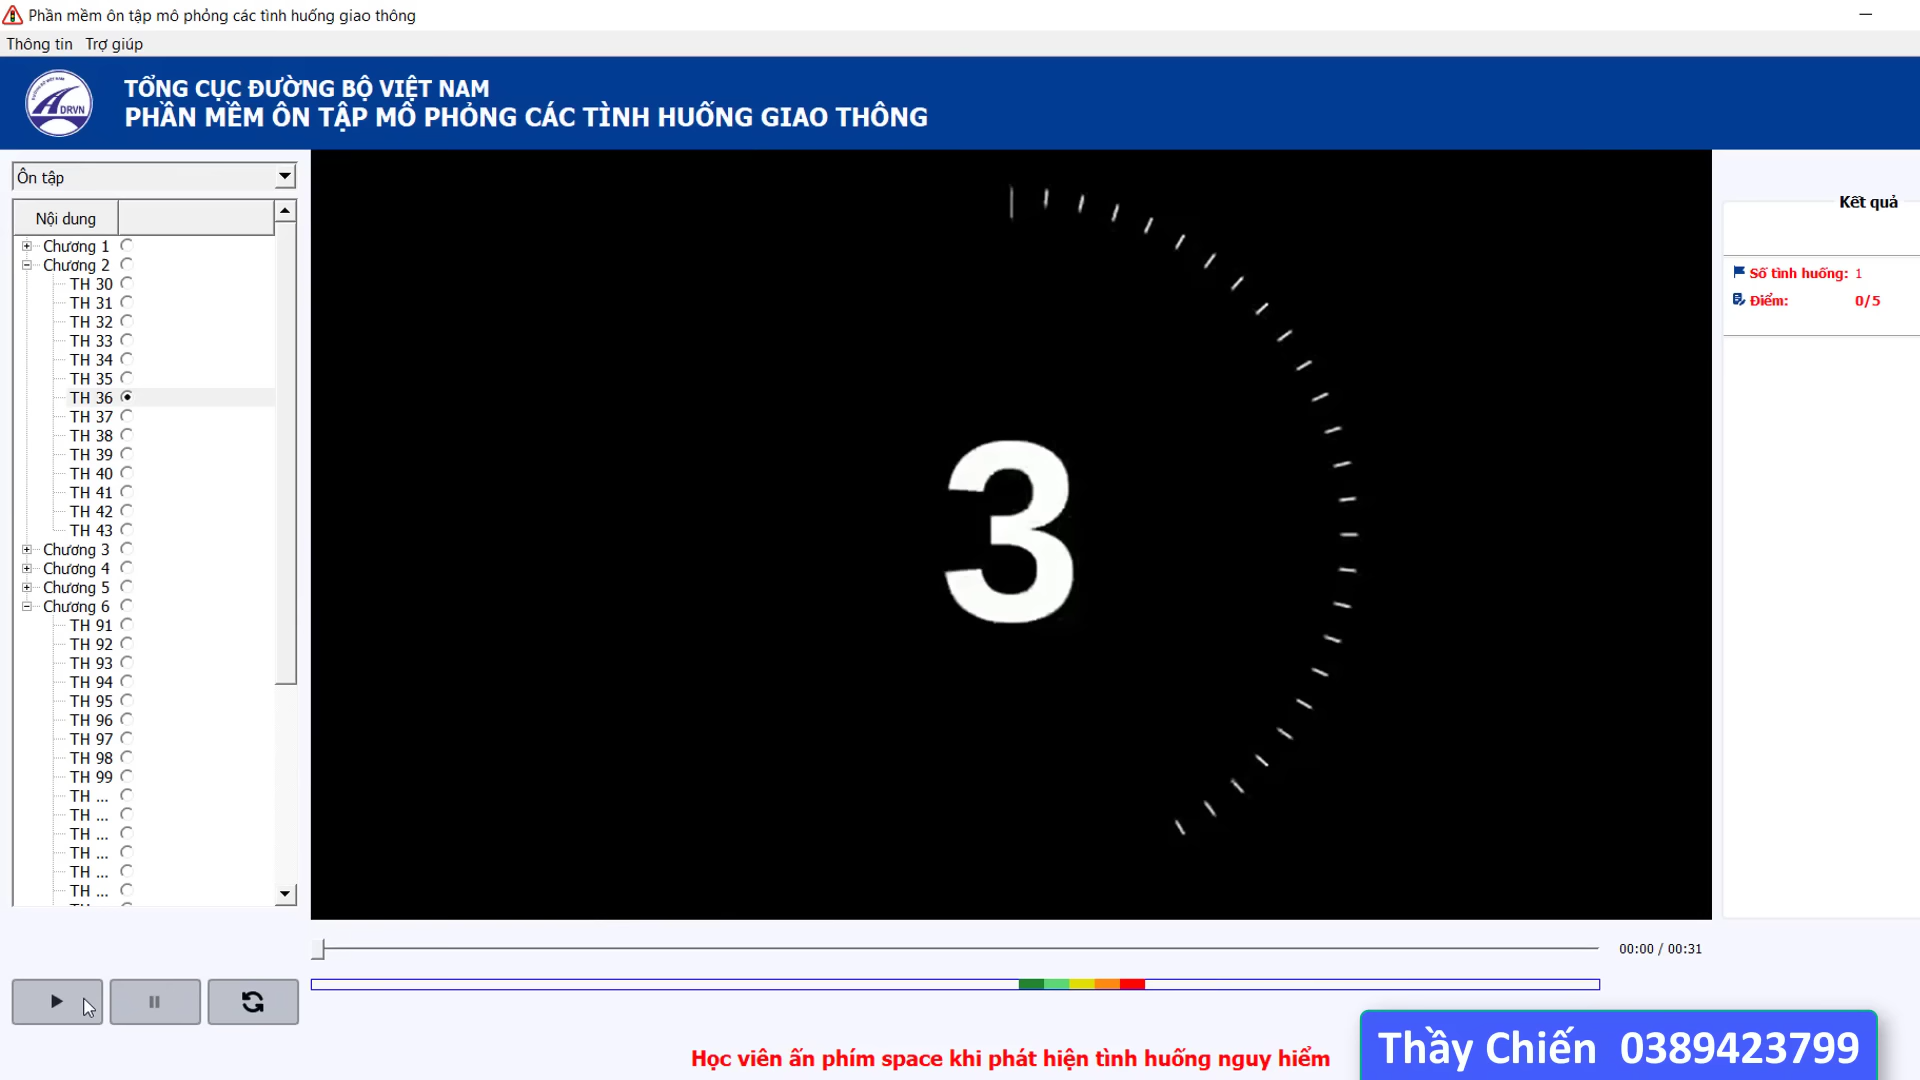 Phần mềm ôn tập mô phỏng các tình huống giao thông
Thông tin Trợ giúp
TỔNG CỤC ĐƯỜNG BỘ VIỆT NAM
PHẦN MỀM ÔN TẬP MÔ PHỎNG CÁC TÌNH HUỐNG GIAO THÔNG
Ôn tập
Nội dung
Chương 1
Chương 2
TH 30
TH 31
TH 32
TH 33
TH 34
TH 35
TH 36
TH 37
TH 38
TH 39
TH 40
TH 41
TH 42
TH 43
Chương 3
Chương 4
Chương 5
Chương 6
TH 91
TH 92
TH 93
TH 94
TH 95
TH 96
TH 97
TH 98
TH 99
TH ...
TH ...
TH ...
TH ...
TH ...
TH ...
3
Kết quả
Số tình huống: 1
Điểm: 0/5
00:00 / 00:31
Học viên ấn phím space khi phát hiện tình huống nguy hiểm
Thầy Chiến 0389423799